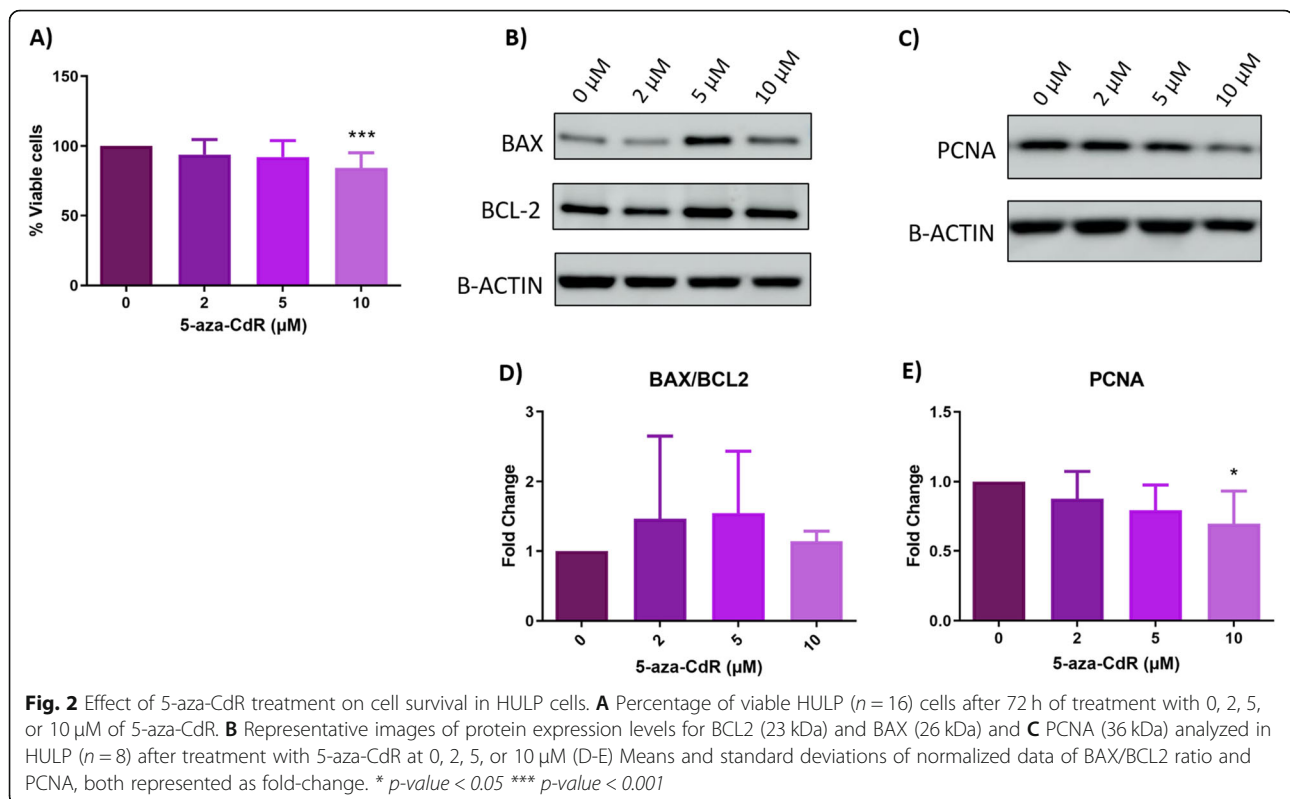 A)
150
100
50
0
% Viable cells
***
0 2 5 10
5-aza-CdR (µM)
B)
0 µM 2 µM 5 µM 10 µM
BAX
BCL-2
B-ACTIN
C)
0 µM 2 µM 5 µM 10 µM
PCNA
B-ACTIN
D)
BAX/BCL2
3
2
1
0
Fold Change
0 2 5 10
5-aza-CdR (µM)
E)
PCNA
1.5
1.0
0.5
0.0
Fold Change
*
0 2 5 10
5-aza-CdR (µM)
Fig. 2 Effect of 5-aza-CdR treatment on cell survival in HULP cells. A Percentage of viable HULP (n = 16) cells after 72 h of treatment with 0, 2, 5,
or 10 µM of 5-aza-CdR. B Representative images of protein expression levels for BCL2 (23 kDa) and BAX (26 kDa) and C PCNA (36 kDa) analyzed in
HULP (n = 8) after treatment with 5-aza-CdR at 0, 2, 5, or 10 µM (D-E) Means and standard deviations of normalized data of BAX/BCL2 ratio and
PCNA, both represented as fold-change. * p-value < 0.05 *** p-value < 0.001